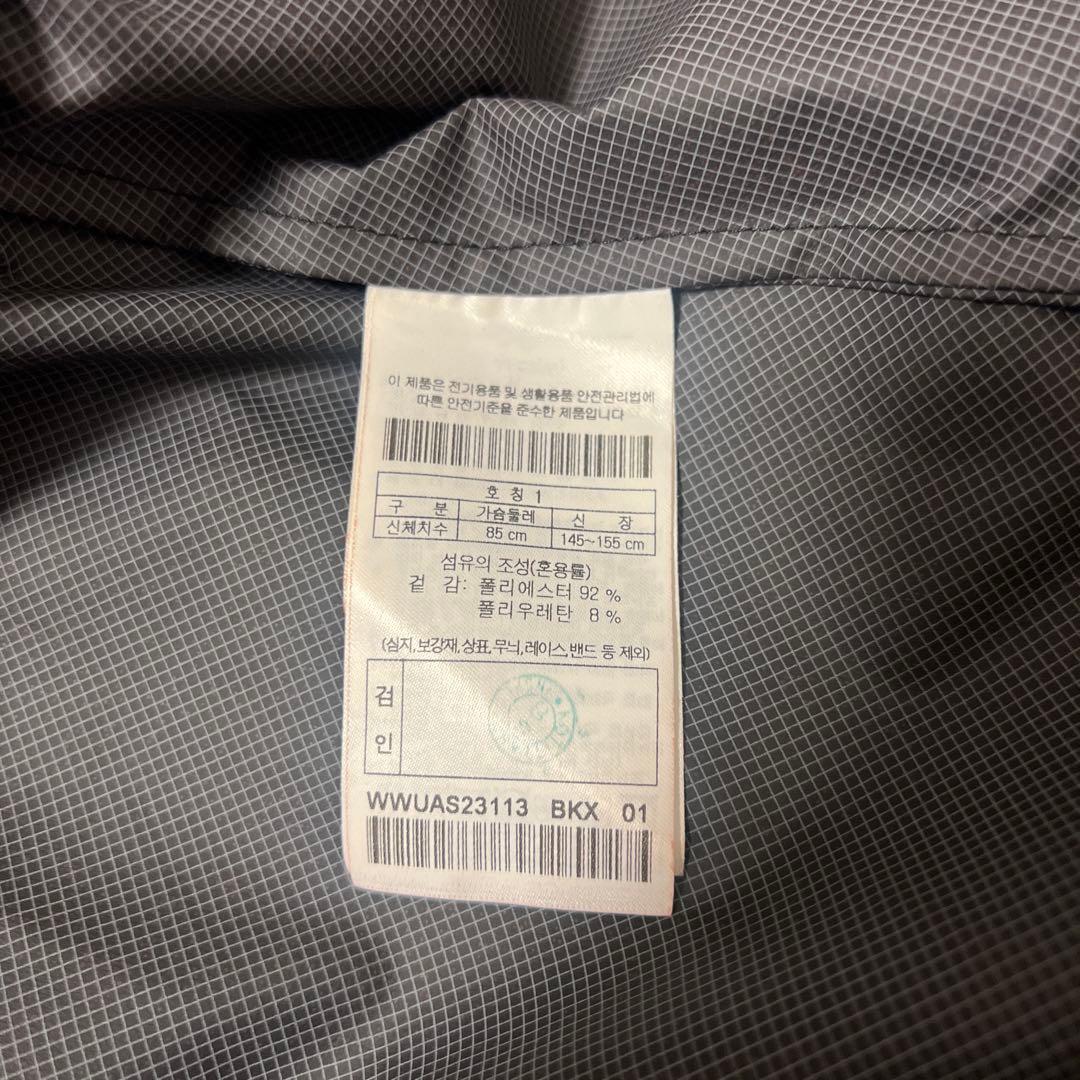 이 제품은 전기용품 및 생활용품 안전관리법에
따른 안전기준을 준수한 제품입니다
호 칭 1
구 분 가슴둘레 신 장
신체치수 85 cm 145~155 cm
섬유의 조성(혼용률)
겉 감: 폴리에스터 92 %
폴리우레탄 8 %
(심지,보강재,상표,무늬,레이스,밴드 등 제외)
검
인
WWUAS23113 BKX 01